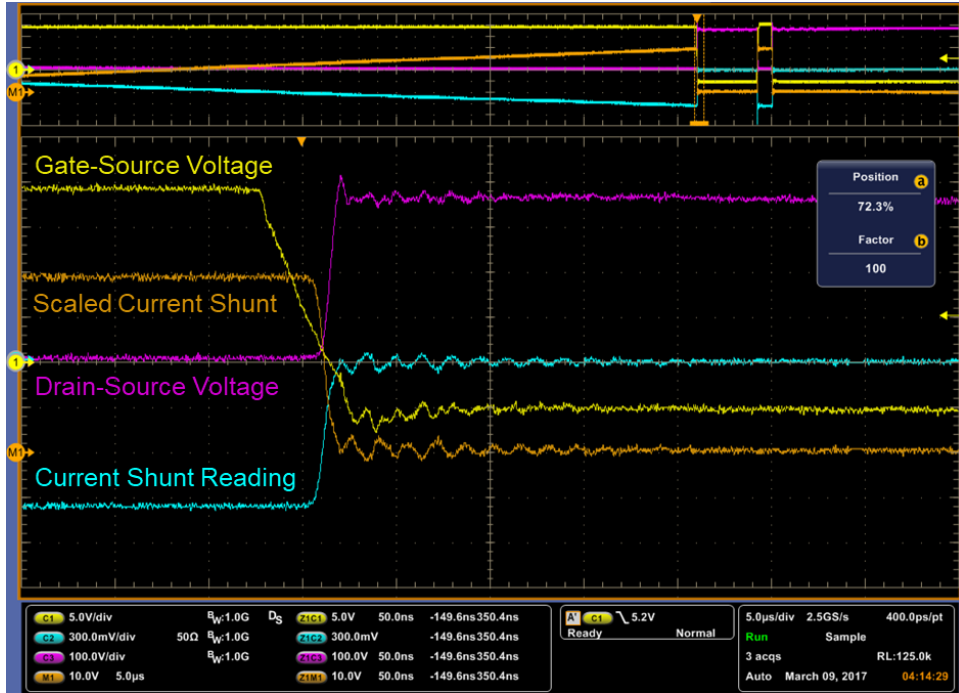 1
M1
Gate-Source Voltage
Position a
72.3%
Factor b
100
Scaled Current Shunt
1
Drain-Source Voltage
M1
Current Shunt Reading
C1 5.0V/div BW:1.0G DS
C2 300.0mV/div 50Ω BW:1.0G
C3 100.0V/div BW:1.0G
M1 10.0V 5.0µs
Z1C1 5.0V 50.0ns -149.6ns350.4ns
Z1C2 300.0mV -149.6ns350.4ns
Z1C3 100.0V 50.0ns -149.6ns350.4ns
Z1M1 10.0V 50.0ns -149.6ns350.4ns
A' C1 5.2V
Ready Normal
5.0µs/div 2.5GS/s 400.0ps/pt
Run Sample
3 acqs RL:125.0k
Auto March 09, 2017 04:14:29